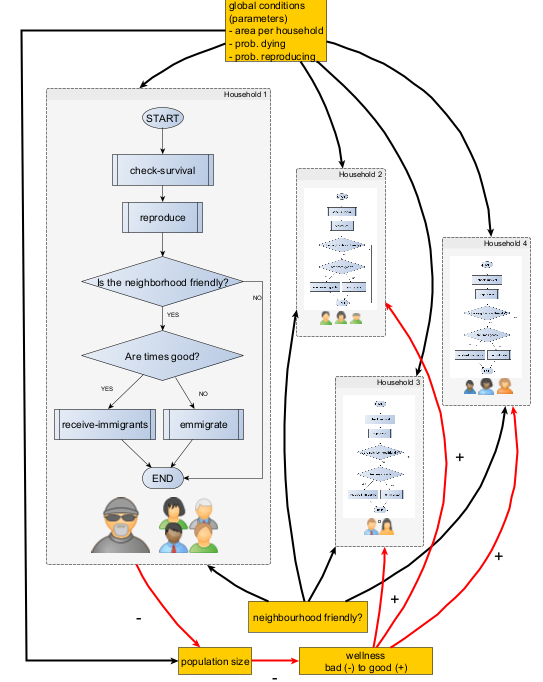 global conditions
(parameters)
- area per household
- prob. dying
- prob. reproducing
Household 1
START
check-survival
reproduce
Is the neighborhood friendly?
NO
YES
Are times good?
YES
NO
receive-immigrants
emmigrate
END
Household 2
Household 3
Household 4
+
+
+
-
neighbourhood friendly?
population size
-
wellness
bad (-) to good (+)